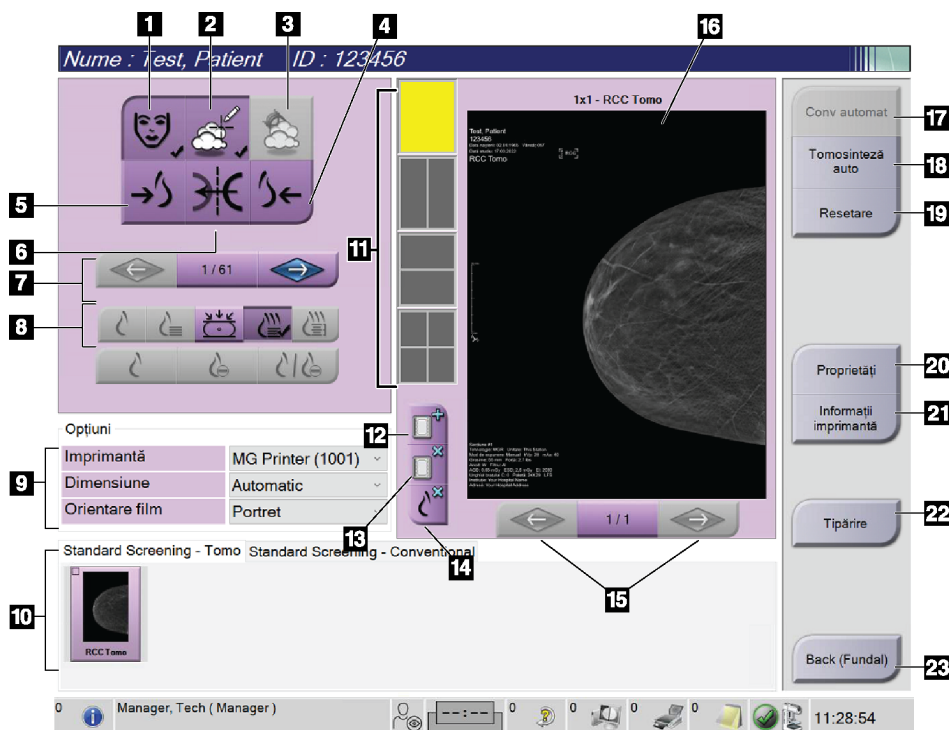 1
2
3
4
16
Nume : Test, Patient ID : 123456
1x1 - RCC Tomo
Test, Patient
123456
RCC Tomo
RCC
Conv automat
17
Tomosinteză
auto
18
Resetare
19
5
6
11
7
1 / 61
8
Proprietăți
20
Informații
imprimantă
21
Opțiuni
12
9
Imprimantă
MG Printer (1001)
Dimensiune
Automatic
Orientare film
Portret
13
14
1 / 1
15
Tipărire
22
Standard Screening - Tomo
Standard Screening - Conventional
10
RCC Tomo
Back (Fundal)
23
0
Manager, Tech ( Manager )
--:--
0
0
0
0
11:28:54